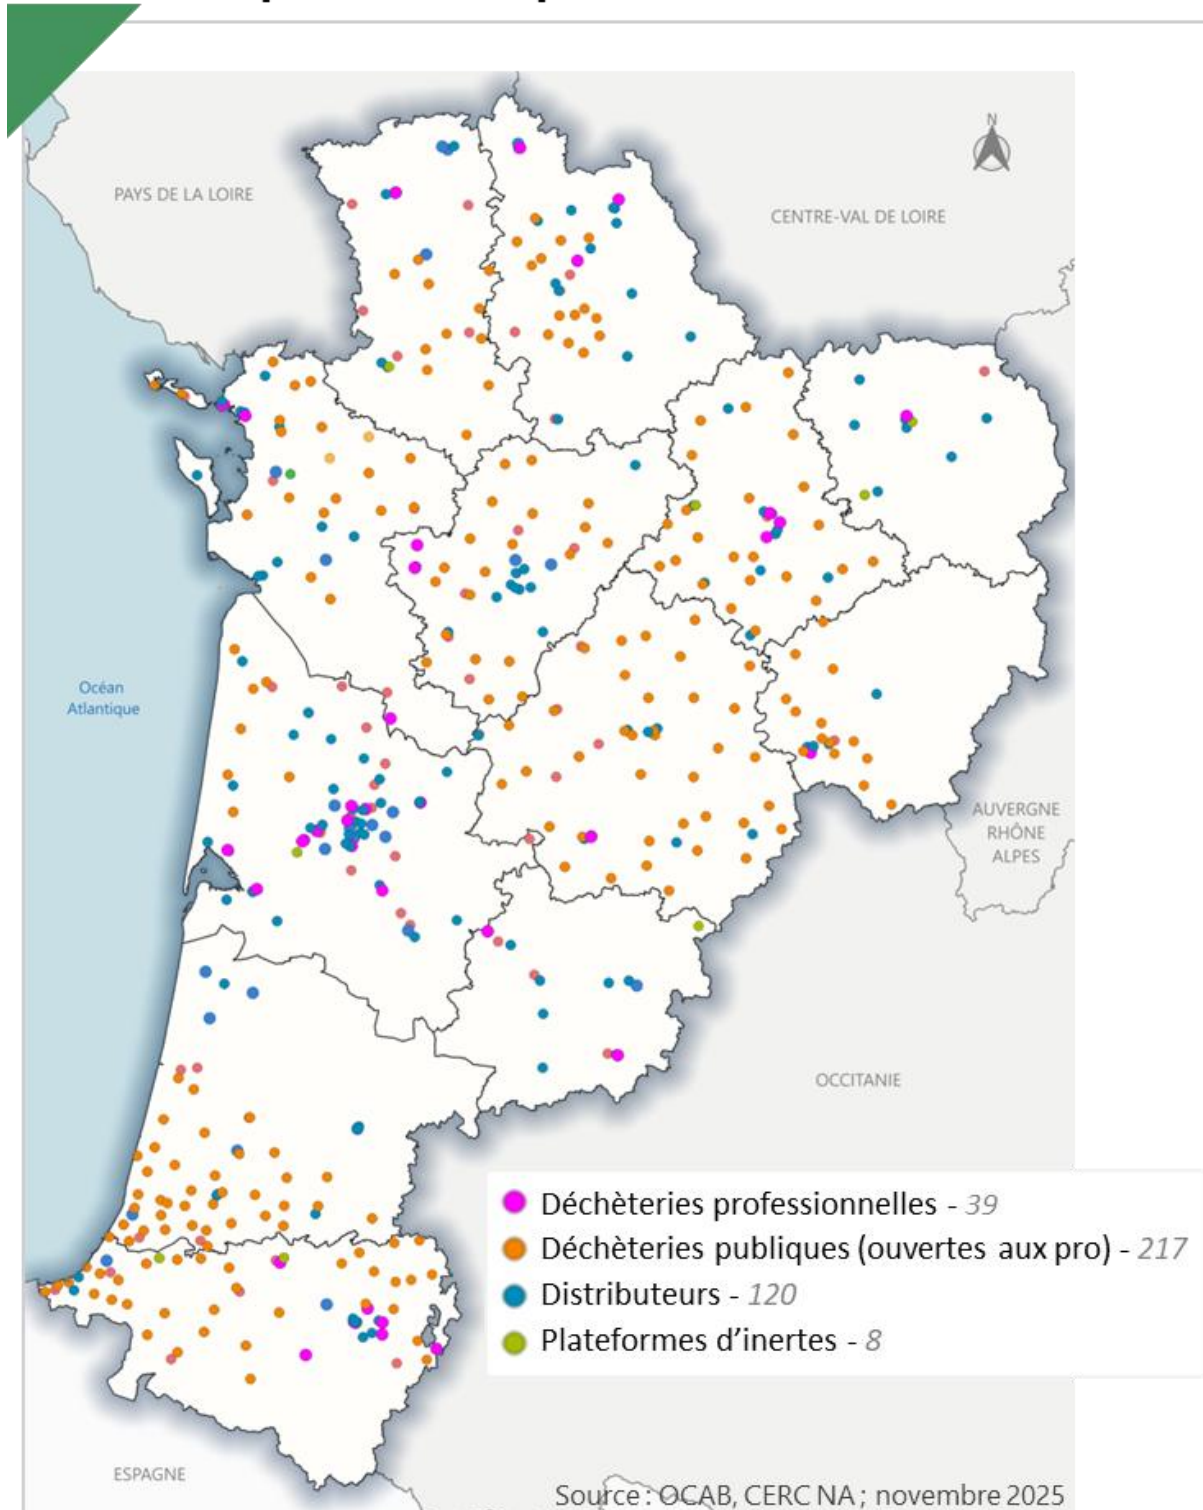 PAYS DE LA LOIRE
N
CENTRE-VAL DE LOIRE
Océan
Atlantique
AUVERGNE
RHÔNE
ALPES
OCCITANIE
Déchèteries professionnelles - 39
Déchèteries publiques (ouvertes aux pro) - 217
Distributeurs - 120
Plateformes d'inertes - 8
ESPAGNE
Source : OCAB, CERC NA ; novembre 2025